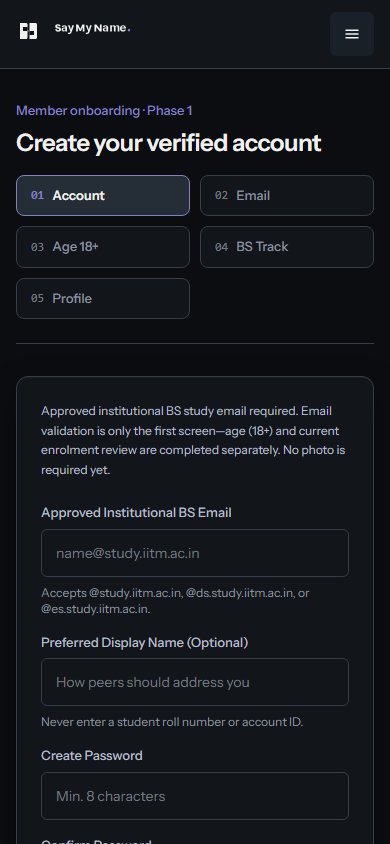 Say My Name.
Member onboarding · Phase 1
Create your verified account
01 Account
02 Email
03 Age 18+
04 BS Track
05 Profile
Approved institutional BS study email required. Email
validation is only the first screen—age (18+) and current
enrolment review are completed separately. No photo is
required yet.
Approved Institutional BS Email
name@study.iitm.ac.in
Accepts @study.iitm.ac.in, @ds.study.iitm.ac.in, or
@es.study.iitm.ac.in.
Preferred Display Name (Optional)
How peers should address you
Never enter a student roll number or account ID.
Create Password
Min. 8 characters
Confirm Password